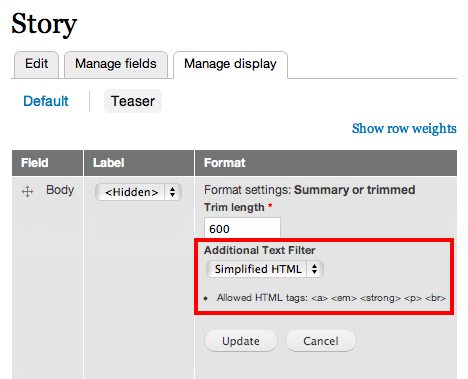 Story
Edit Manage fields Manage display
Default Teaser
Show row weights
Field Label Format
Body <Hidden> Format settings: Summary or trimmed
Trim length *
600
Additional Text Filter
Simplified HTML
Allowed HTML tags: <a> <em> <strong> <p> <br>
Update Cancel